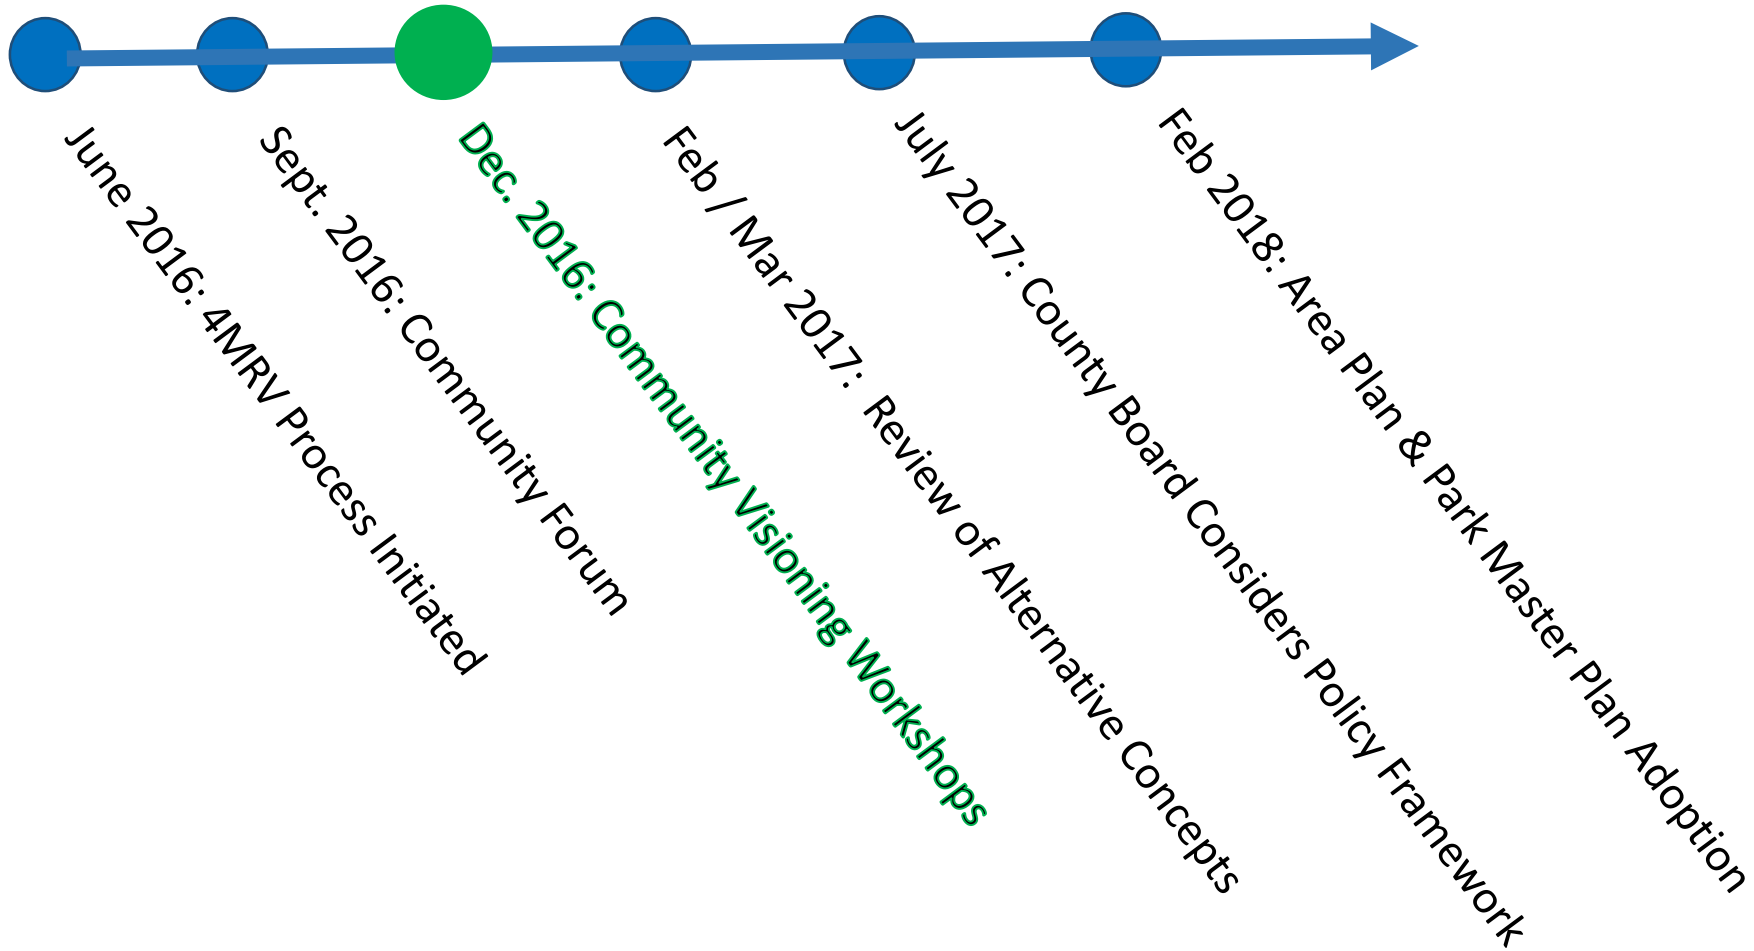 June 2016: 4MRV Process Initiated
Sept. 2016: Community Forum
Dec. 2016: Community Visioning Workshops
Feb / Mar 2017: Review of Alternative Concepts
July 2017: County Board Considers Policy Framework
Feb 2018: Area Plan & Park Master Plan Adoption